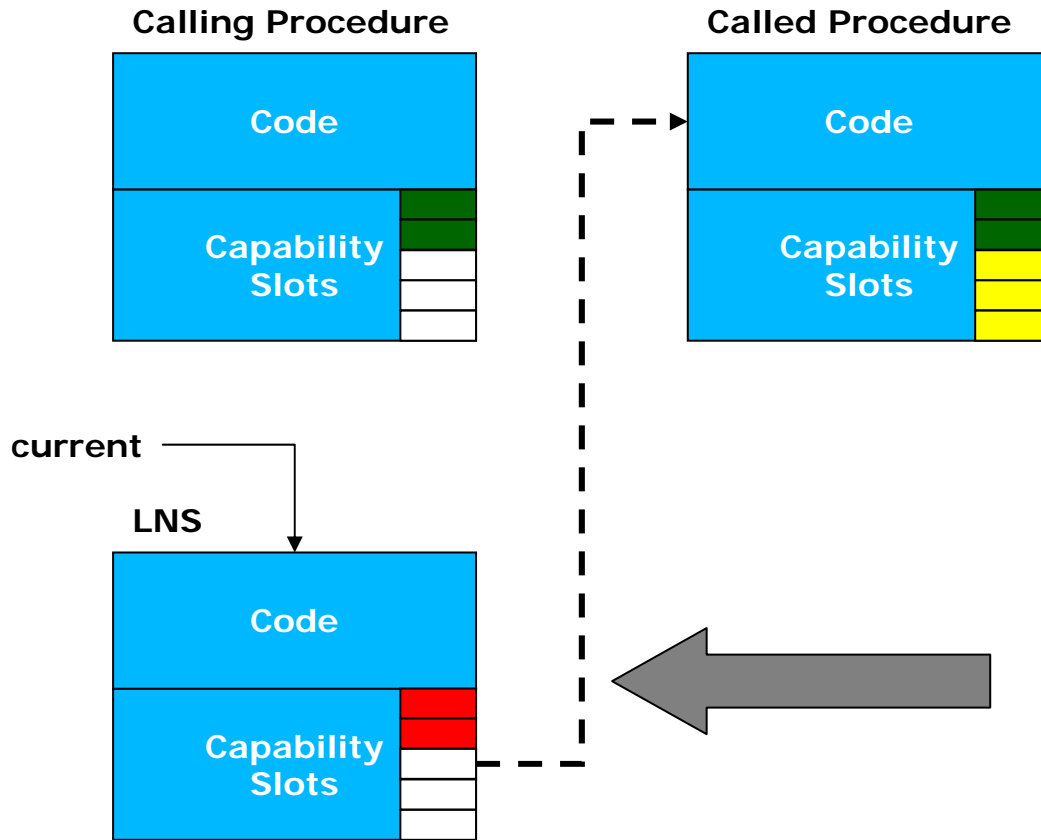 Calling Procedure
Called Procedure
Code
Code
Capability
Slots
Capability
Slots
current
LNS
Code
Capability
Slots